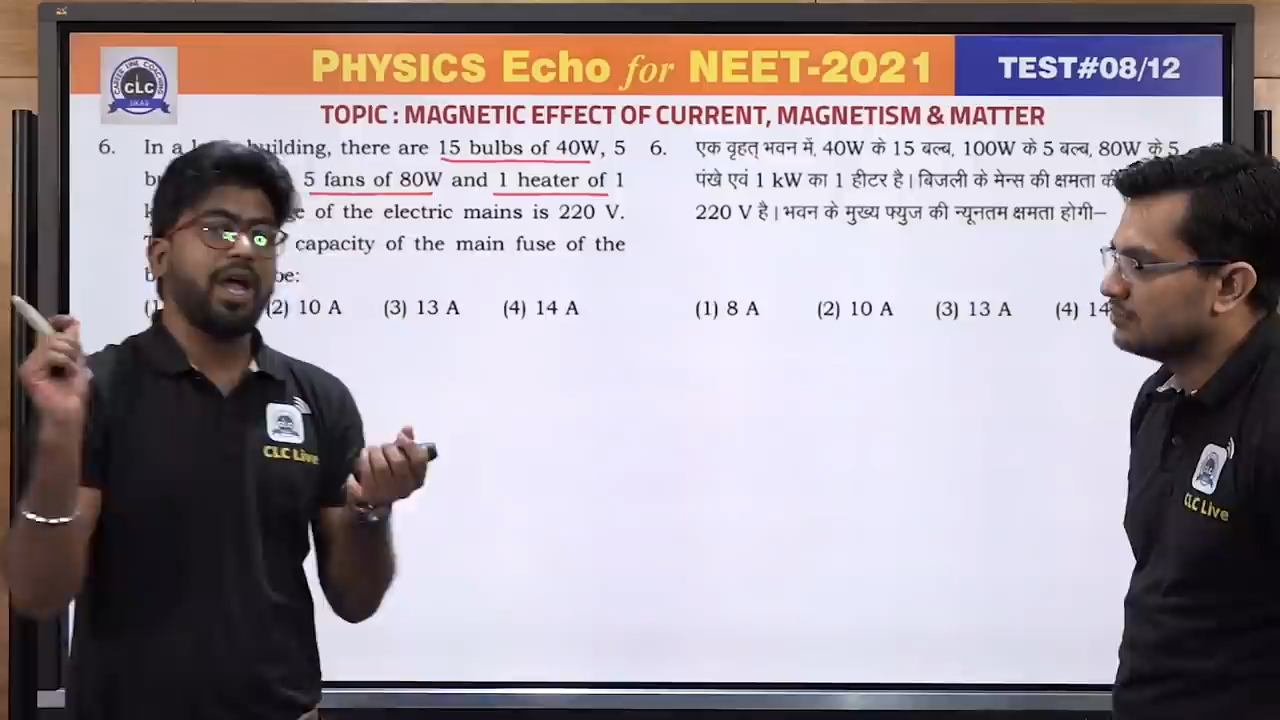 PHYSICS Echo for NEET-2021
TEST#08/12
CLC
SIKAR
TOPIC : MAGNETIC EFFECT OF CURRENT, MAGNETISM & MATTER
6. In a building, there are 15 bulbs of 40W, 5
5 fans of 80W and 1 heater of 1
of the electric mains is 220 V.
capacity of the main fuse of the
be:
(2) 10 A (3) 13 A (4) 14 A
6. एक वृहत् भवन में, 40W के 15 बल्ब, 100W के 5 बल्ब, 80W के 5
पंखे एवं 1 kW का 1 हीटर है। बिजली के मेन्स की क्षमता
220 V है। भवन के मुख्य फ्युज की न्यूनतम क्षमता होगी–
(1) 8 A (2) 10 A (3) 13 A (4) 14
CLC Live
CLC Live